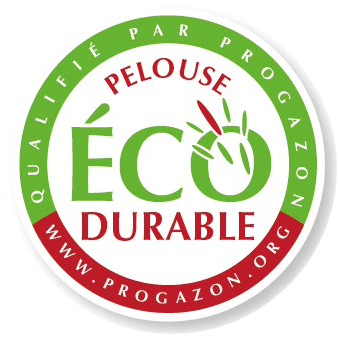 QUALIFIÉ PAR PROGAZON
PELOUSE
ÉCO
DURABLE
WWW.PROGAZON.ORG